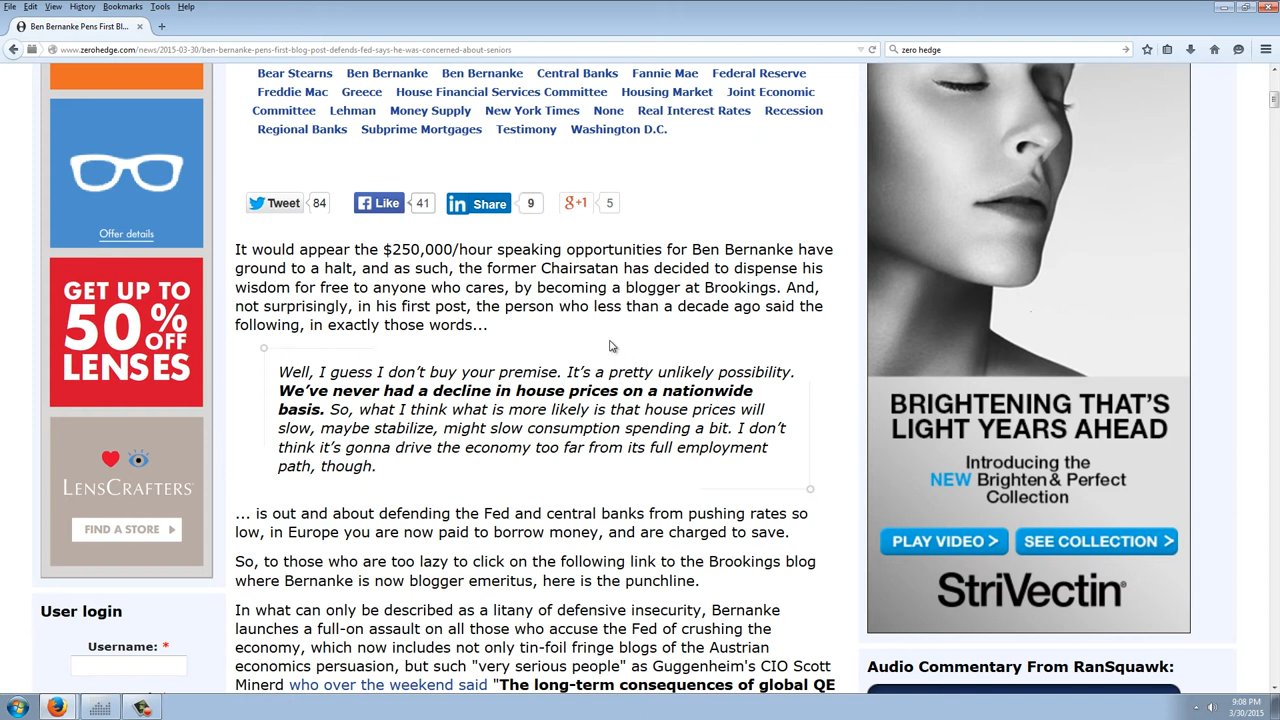 File Edit View History Bookmarks Tools Help
Ben Bernanke Pens First Bl...
www.zerohedge.com/news/2015-03-30/ben-bernanke-pens-first-blog-post-defends-fed-says-he-was-concerned-about-seniors
zero hedge
Offer details
GET UP TO
50% OFF
LENSES
LENSCRAFTERS
FIND A STORE
User login
Username: *
Bear Stearns Ben Bernanke Ben Bernanke Central Banks Fannie Mae Federal Reserve
Freddie Mac Greece House Financial Services Committee Housing Market Joint Economic
Committee Lehman Money Supply New York Times None Real Interest Rates Recession
Regional Banks Subprime Mortgages Testimony Washington D.C.
Tweet 84 Like 41 in Share 9 g+1 5
It would appear the $250,000/hour speaking opportunities for Ben Bernanke have
ground to a halt, and as such, the former Chairsatan has decided to dispense his
wisdom for free to anyone who cares, by becoming a blogger at Brookings. And,
not surprisingly, in his first post, the person who less than a decade ago said the
following, in exactly those words...
Well, I guess I don't buy your premise. It's a pretty unlikely possibility.
We've never had a decline in house prices on a nationwide
basis. So, what I think what is more likely is that house prices will
slow, maybe stabilize, might slow consumption spending a bit. I don't
think it's gonna drive the economy too far from its full employment
path, though.
... is out and about defending the Fed and central banks from pushing rates so
low, in Europe you are now paid to borrow money, and are charged to save.
So, to those who are too lazy to click on the following link to the Brookings blog
where Bernanke is now blogger emeritus, here is the punchline.
In what can only be described as a litany of defensive insecurity, Bernanke
launches a full-on assault on all those who accuse the Fed of crushing the
economy, which now includes not only tin-foil fringe blogs of the Austrian
economics persuasion, but such "very serious people" as Guggenheim's CIO Scott
Minerd who over the weekend said "The long-term consequences of global QE
BRIGHTENING THAT'S
LIGHT YEARS AHEAD
Introducing the
NEW Brighten & Perfect
Collection
PLAY VIDEO > SEE COLLECTION >
StriVectin®
Audio Commentary From RanSquawk:
9:08 PM
3/30/2015